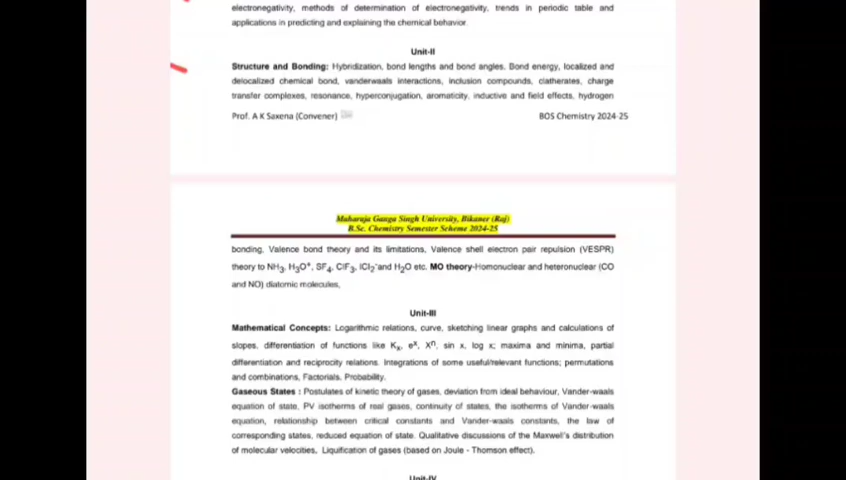 electronegativity, methods of determination of electronegativity, trends in periodic table and
applications in predicting and explaining the chemical behavior.
Unit-II
Structure and Bonding: Hybridization, bond lengths and bond angles. Bond energy, localized and
delocalized chemical bond, vanderwaals interactions, inclusion compounds, clatherates, charge
transfer complexes, resonance, hyperconjugation, aromaticity, inductive and field effects, hydrogen
Prof. A K Saxena (Convener)
BOS Chemistry 2024-25
Maharaja Ganga Singh University, Bikaner (Raj)
B.Sc. Chemistry Semester Scheme 2024-25
bonding, Valence bond theory and its limitations, Valence shell electron pair repulsion (VESPR)
theory to NH3, H3O+, SF4, ClF3, ICl2- and H2O etc. MO theory-Homonuclear and heteronuclear (CO
and NO) diatomic molecules,
Unit-III
Mathematical Concepts: Logarithmic relations, curve, sketching linear graphs and calculations of
slopes, differentiation of functions like Kx, ex, Xn, sin x, log x; maxima and minima, partial
differentiation and reciprocity relations. Integrations of some useful/relevant functions; permutations
and combinations, Factorials, Probability.
Gaseous States : Postulates of kinetic theory of gases, deviation from ideal behaviour, Vander-waals
equation of state, PV isotherms of real gases, continuity of states, the isotherms of Vander-waals
equation, relationship between critical constants and Vander-waals constants, the law of
corresponding states, reduced equation of state. Qualitative discussions of the Maxwell's distribution
of molecular velocities, Liquification of gases (based on Joule - Thomson effect).
Unit-IV